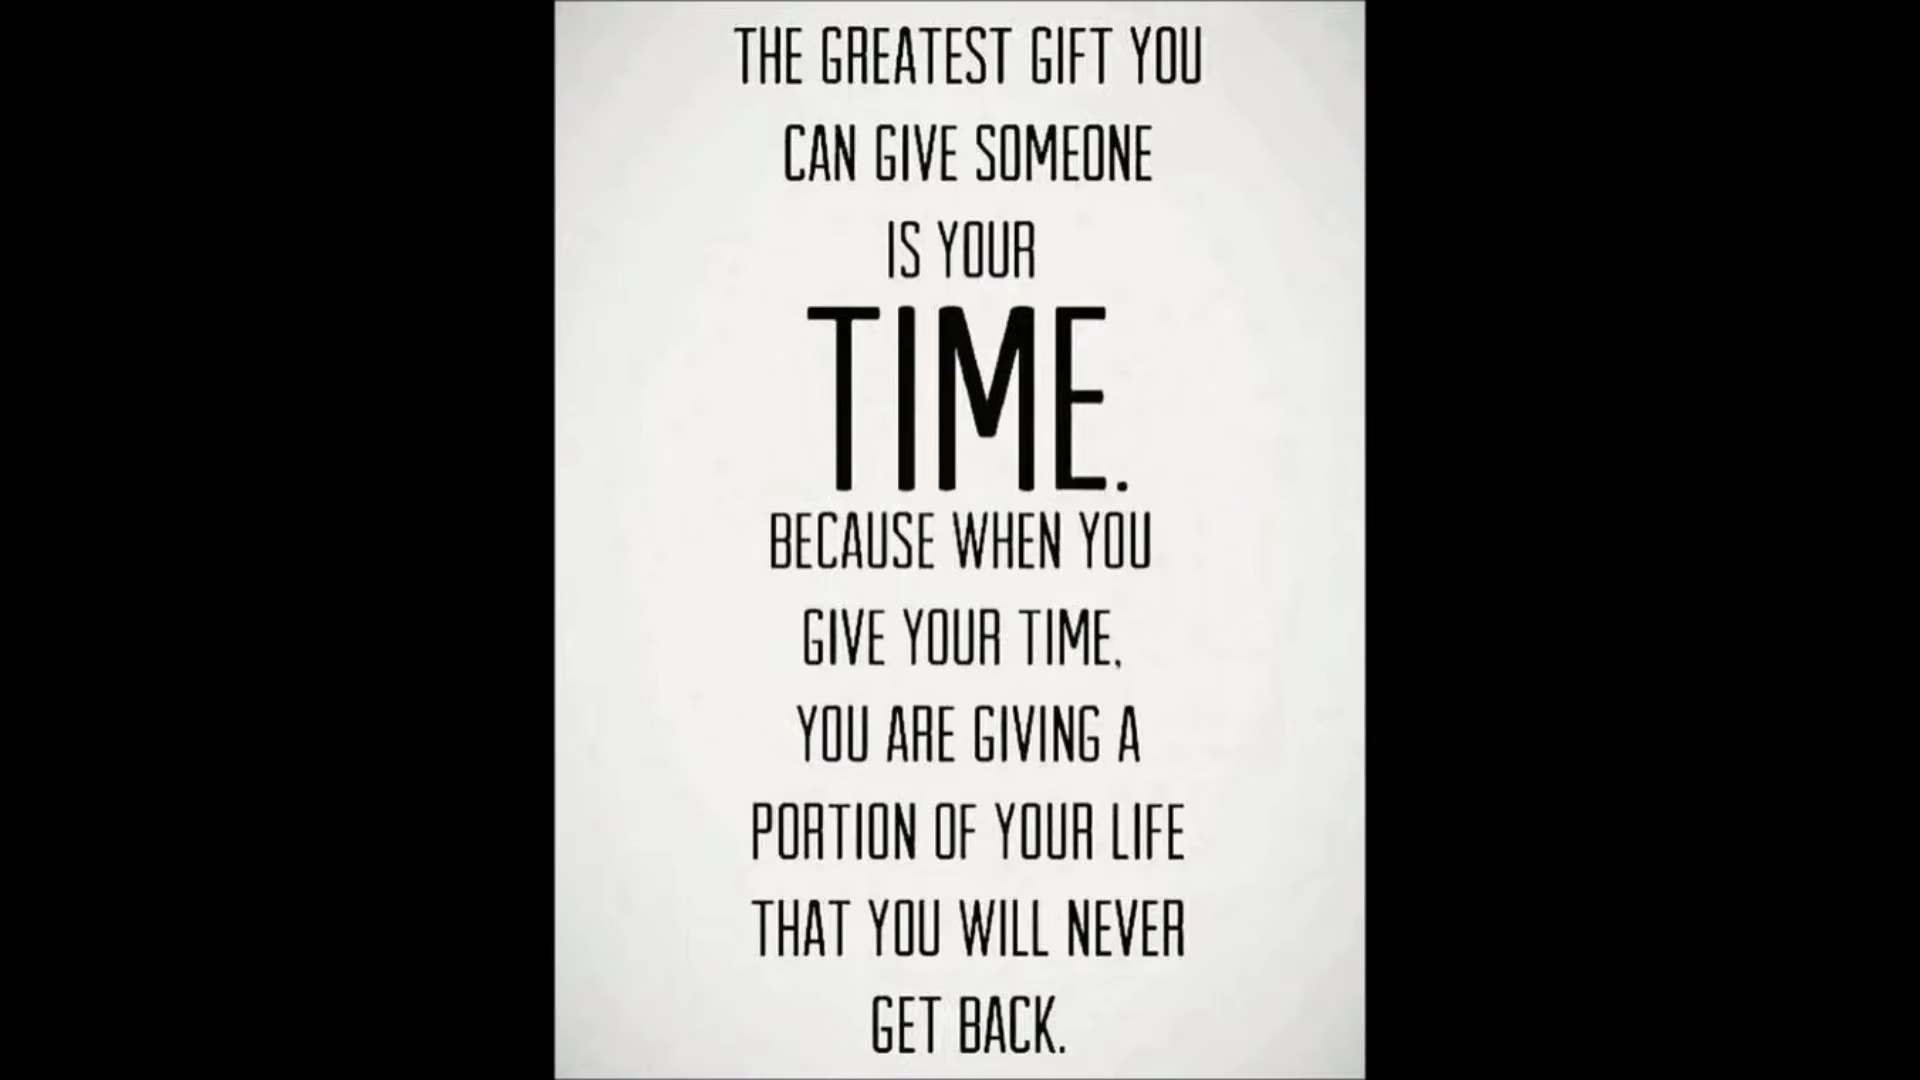 THE GREATEST GIFT YOU
CAN GIVE SOMEONE
IS YOUR
TIME.
BECAUSE WHEN YOU
GIVE YOUR TIME,
YOU ARE GIVING A
PORTION OF YOUR LIFE
THAT YOU WILL NEVER
GET BACK.